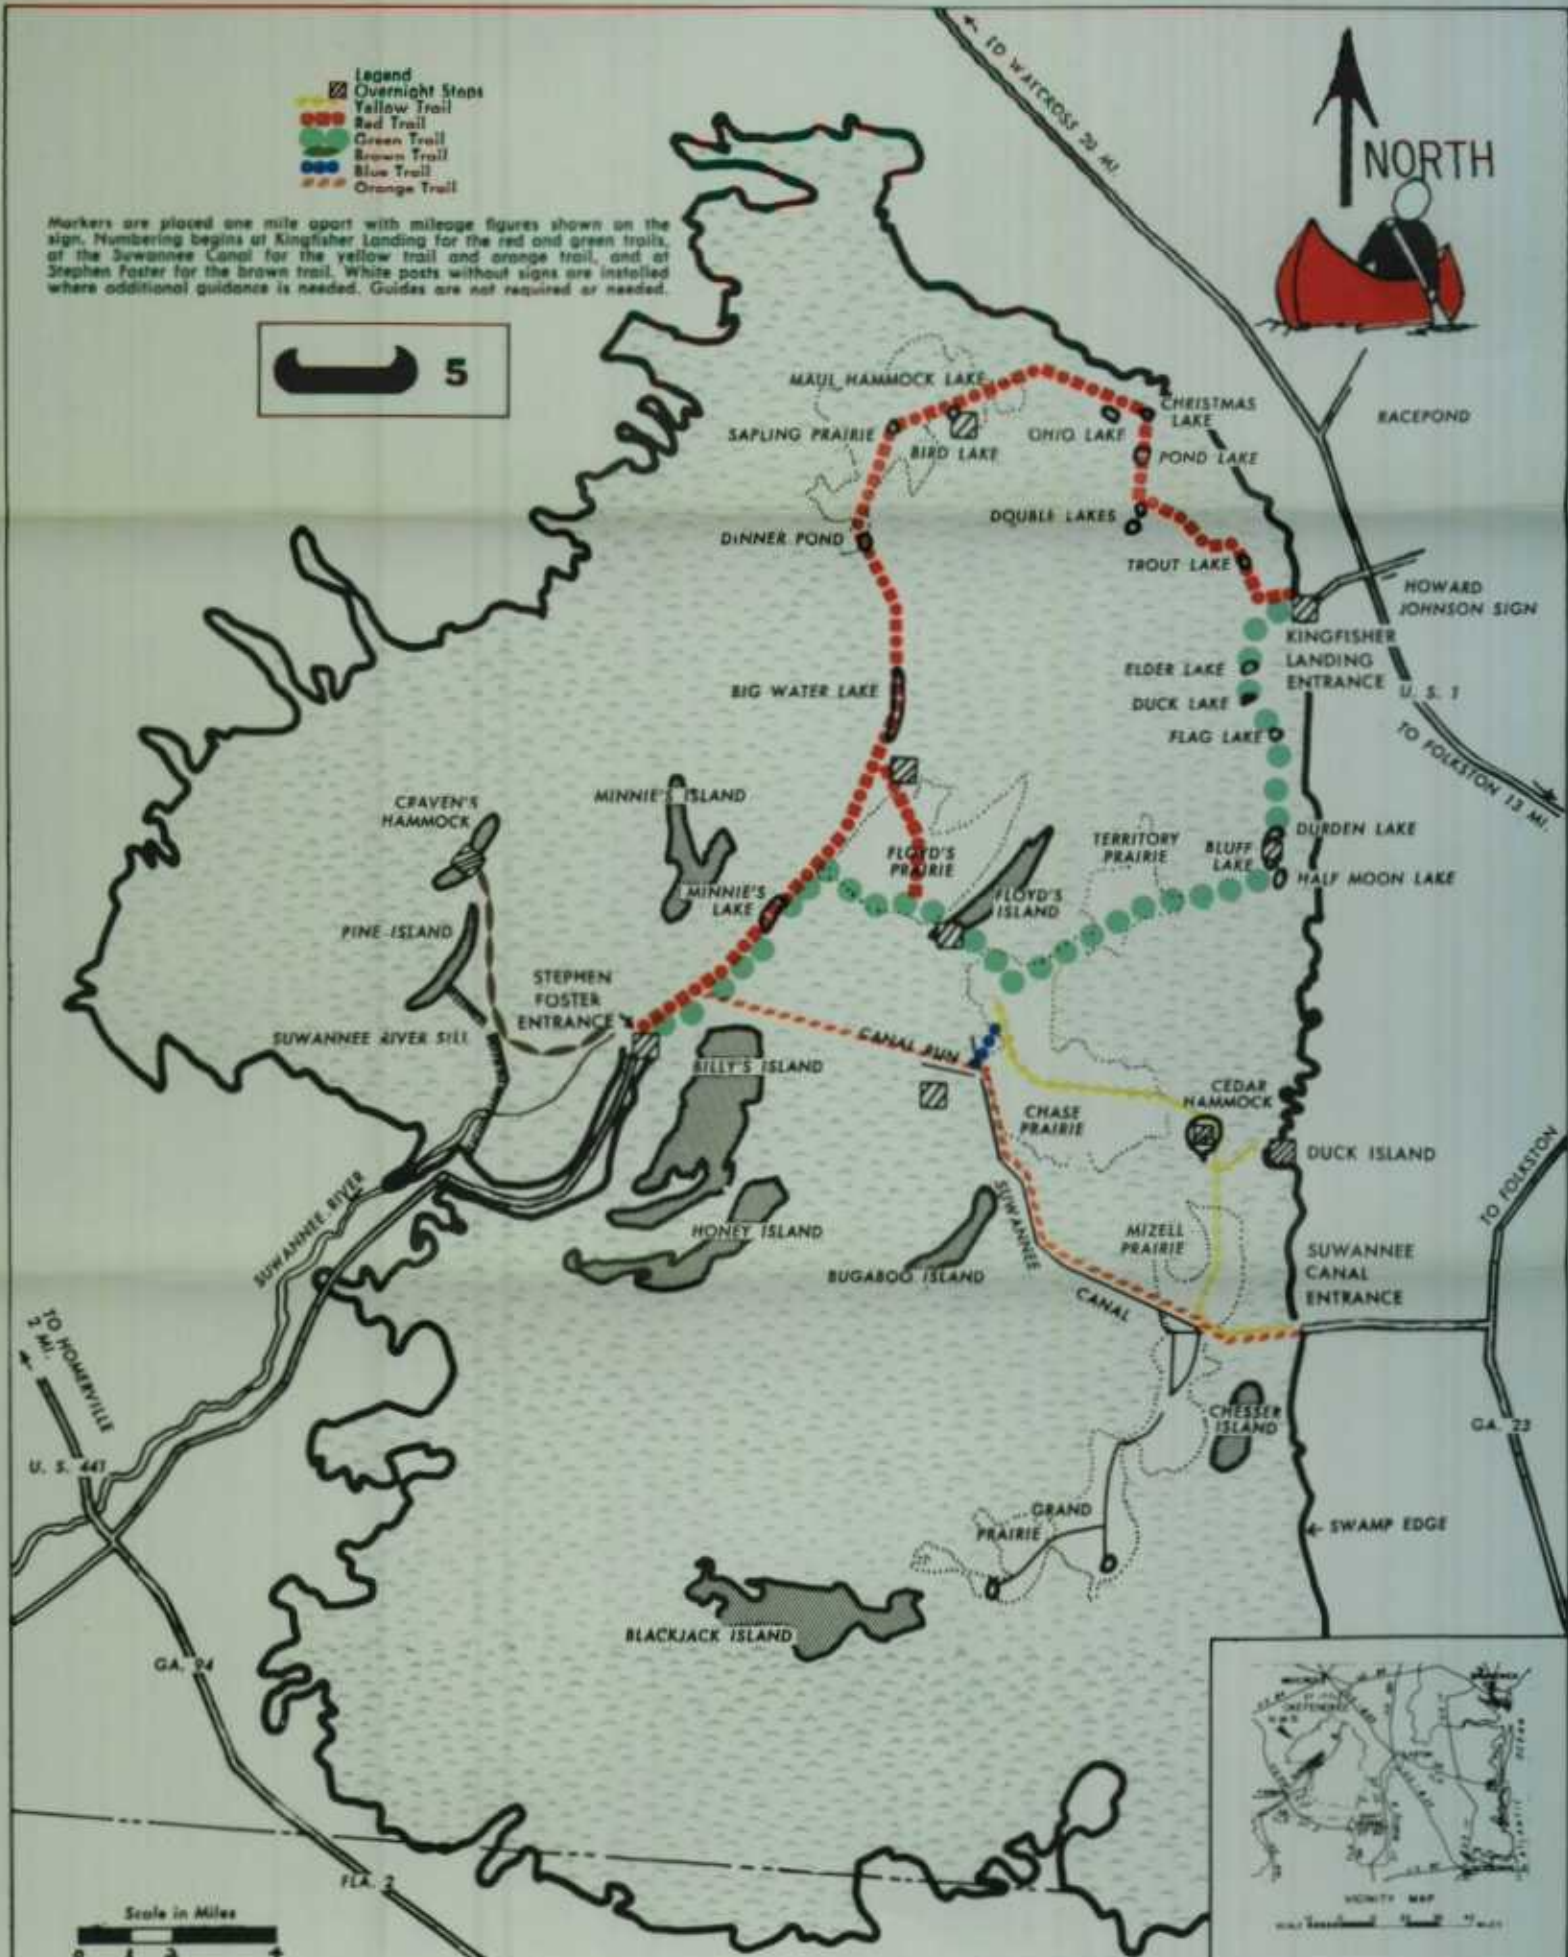 Legend
Overnight Stops
Yellow Trail
Red Trail
Green Trail
Brown Trail
Blue Trail
Orange Trail
Markers are placed one mile apart with mileage figures shown on the
sign. Numbering begins at Kingfisher Landing for the red and green trails,
at the Suwannee Canal for the yellow trail and orange trail, and at
Stephen Foster for the brown trail. White posts without signs are installed
where additional guidance is needed. Guides are not required or needed.
5
TO WAYCROSS 20 MI.
NORTH
RACEPOND
MAUL HAMMOCK LAKE
CHRISTMAS
LAKE
SAPLING PRAIRIE
BIRD LAKE
OHIO LAKE
POND LAKE
DOUBLE LAKES
DINNER POND
TROUT LAKE
HOWARD
JOHNSON SIGN
KINGFISHER
LANDING
ENTRANCE
ELDER LAKE
DUCK LAKE
FLAG LAKE
U. S. 1
TO FOLKSTON 13 MI.
BIG WATER LAKE
CRAVEN'S
HAMMOCK
MINNIE'S ISLAND
FLOYD'S
PRAIRIE
TERRITORY
PRAIRIE
DURDEN LAKE
BLUFF
LAKE
HALF MOON LAKE
MINNIE'S
LAKE
FLOYD'S
ISLAND
PINE ISLAND
STEPHEN
FOSTER
ENTRANCE
SUWANNEE RIVER SILL
CANAL RUN
BILLY'S ISLAND
CHASE
PRAIRIE
CEDAR
HAMMOCK
DUCK ISLAND
TO FOLKSTON
SUWANNEE RIVER
HONEY ISLAND
BUGABOO ISLAND
SUWANNEE
CANAL
MIZELL
PRAIRIE
SUWANNEE
CANAL
ENTRANCE
TO HOMERVILLE
2 MI.
U. S. 441
CHESSER
ISLAND
GA. 23
GRAND
PRAIRIE
SWAMP EDGE
BLACKJACK ISLAND
GA. 94
FLA. 2
Scale in Miles
0 1 2 4
ATLANTIC OCEAN
VICINITY MAP